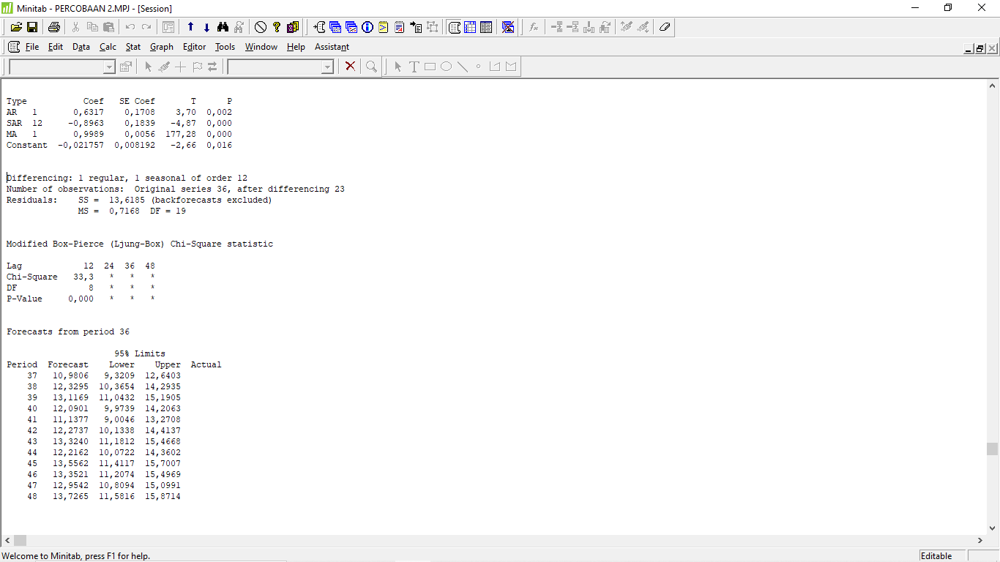 Minitab - PERCOBAAN 2.MPJ - [Session]
File Edit Data Calc Stat Graph Editor Tools Window Help Assistant
Type Coef SE Coef T P
AR 1 0,6317 0,1708 3,70 0,002
SAR 12 -0,8963 0,1839 -4,87 0,000
MA 1 0,9989 0,0056 177,28 0,000
Constant -0,021757 0,008192 -2,66 0,016
Differencing: 1 regular, 1 seasonal of order 12
Number of observations: Original series 36, after differencing 23
Residuals: SS = 13,6185 (backforecasts excluded)
MS = 0,7168 DF = 19
Modified Box-Pierce (Ljung-Box) Chi-Square statistic
Lag 12 24 36 48
Chi-Square 33,3 * * *
DF 8 * * *
P-Value 0,000 * * *
Forecasts from period 36
95% Limits
Period Forecast Lower Upper Actual
37 10,9806 9,3209 12,6403
38 12,3295 10,3654 14,2935
39 13,1169 11,0432 15,1905
40 12,0901 9,9739 14,2063
41 11,1377 9,0046 13,2708
42 12,2737 10,1338 14,4137
43 13,3240 11,1812 15,4668
44 12,2162 10,0722 14,3602
45 13,5562 11,4117 15,7007
46 13,3521 11,2074 15,4969
47 12,9542 10,8094 15,0991
48 13,7265 11,5816 15,8714
Welcome to Minitab, press F1 for help.
Editable